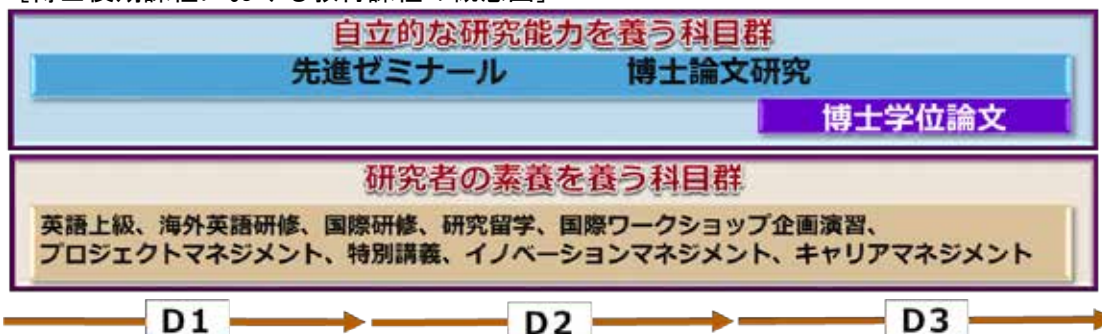 自立的な研究能力を養う科目群
先進ゼミナール 博士論文研究
博士学位論文
研究者の素養を養う科目群
英語上級、海外英語研修、国際研修、研究留学、国際ワークショップ企画演習、
プロジェクトマネジメント、特別講義、イノベーションマネジメント、キャリアマネジメント
D1 D2 D3